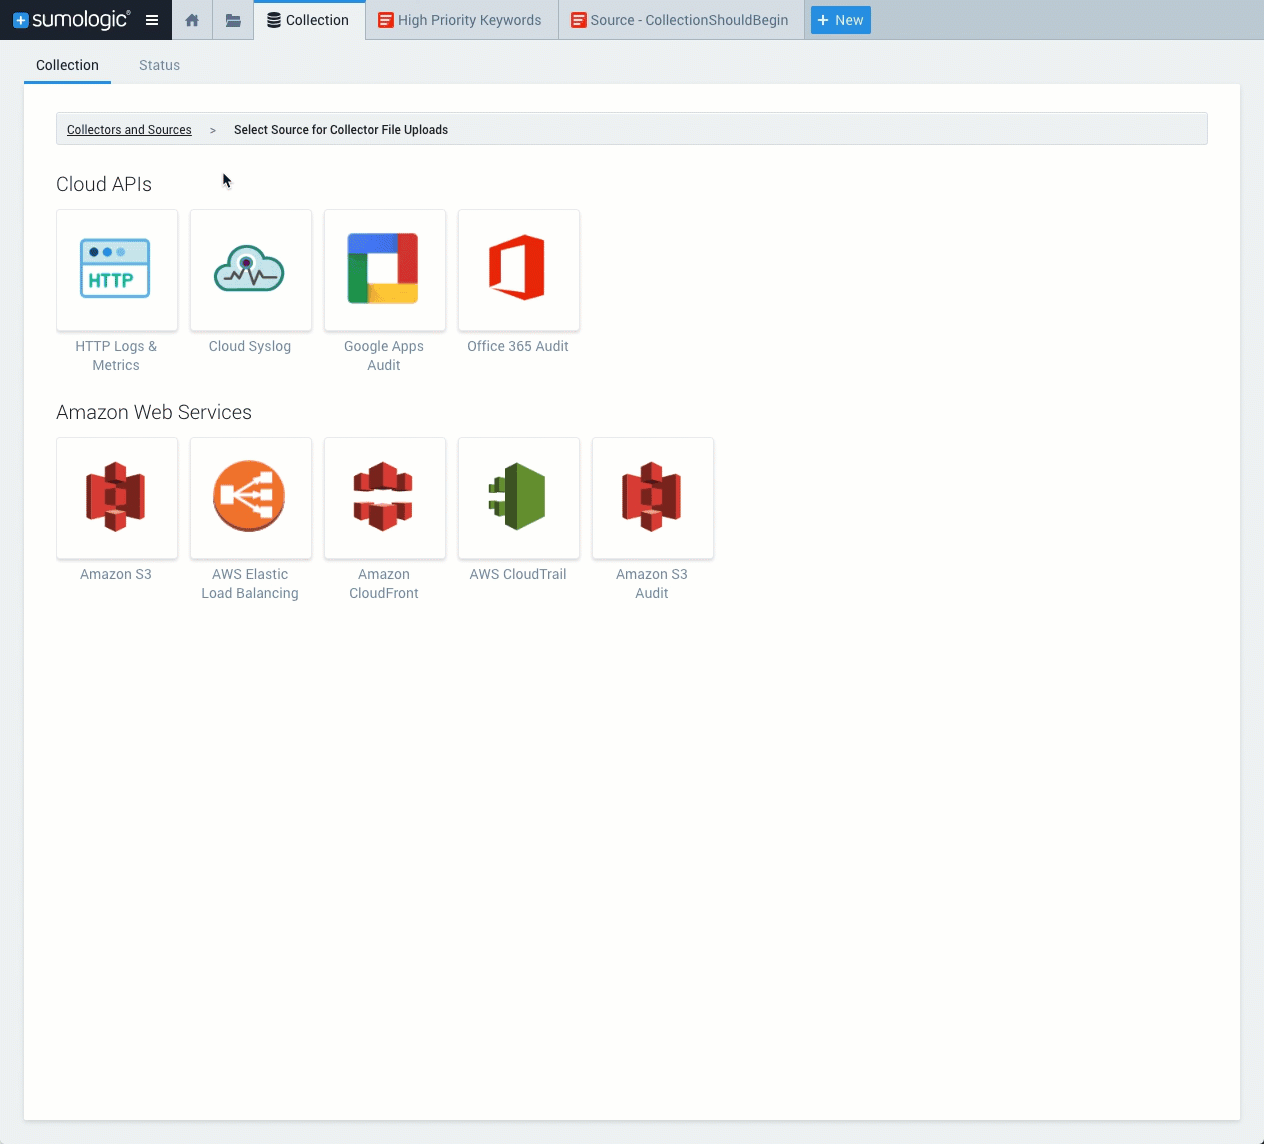 sumologic®
Collection
High Priority Keywords
Source - CollectionShouldBegin
+ New
Collection
Status
Collectors and Sources > Select Source for Collector File Uploads
Cloud APIs
HTTP
HTTP Logs &
Metrics
Cloud Syslog
Google Apps
Audit
Office 365 Audit
Amazon Web Services
Amazon S3
AWS Elastic
Load Balancing
Amazon
CloudFront
AWS CloudTrail
Amazon S3
Audit